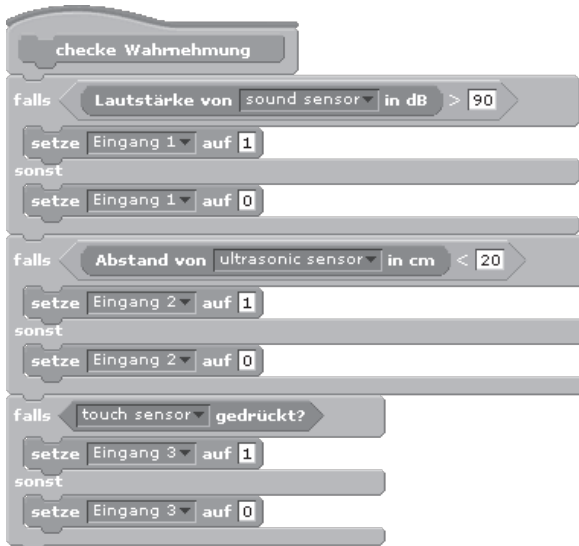 checke Wahrnehmung
falls Lautstärke von sound sensor in dB > 90
setze Eingang 1 auf 1
sonst
setze Eingang 1 auf 0
falls Abstand von ultrasonic sensor in cm < 20
setze Eingang 2 auf 1
sonst
setze Eingang 2 auf 0
falls touch sensor gedrückt?
setze Eingang 3 auf 1
sonst
setze Eingang 3 auf 0